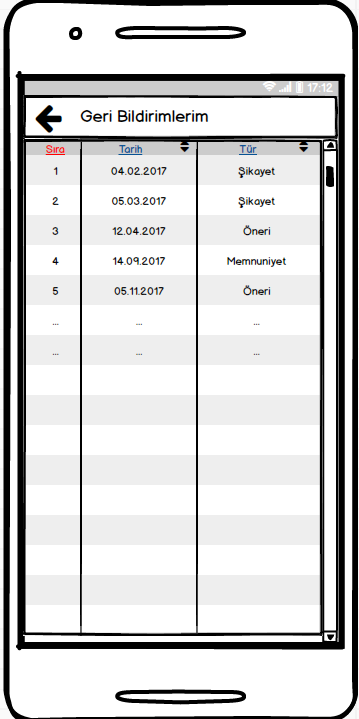 17:12
Geri Bildirimlerim
Sıra Tarih Tür
1 04.02.2017 Şikayet
2 05.03.2017 Şikayet
3 12.04.2017 Öneri
4 14.09.2017 Memnuniyet
5 05.11.2017 Öneri
... ... ...
... ... ...